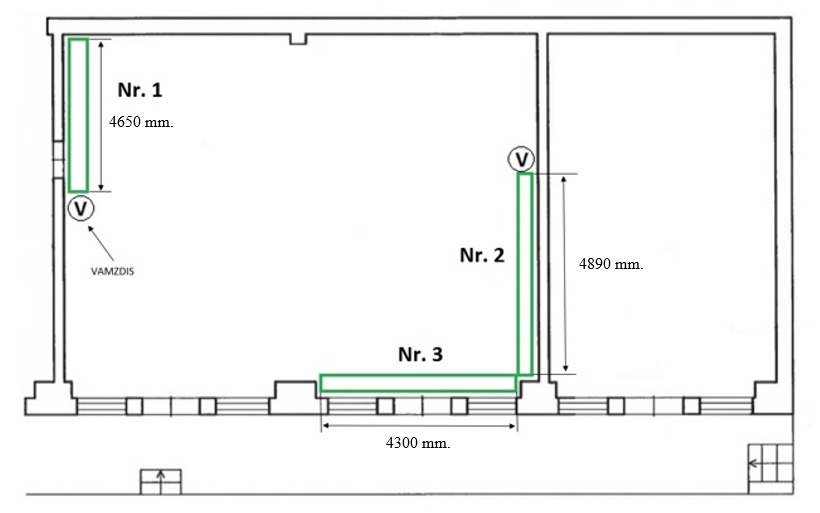 Nr. 1
4650 mm.
V
V
VAMZDIS
Nr. 2
4890 mm.
Nr. 3
4300 mm.